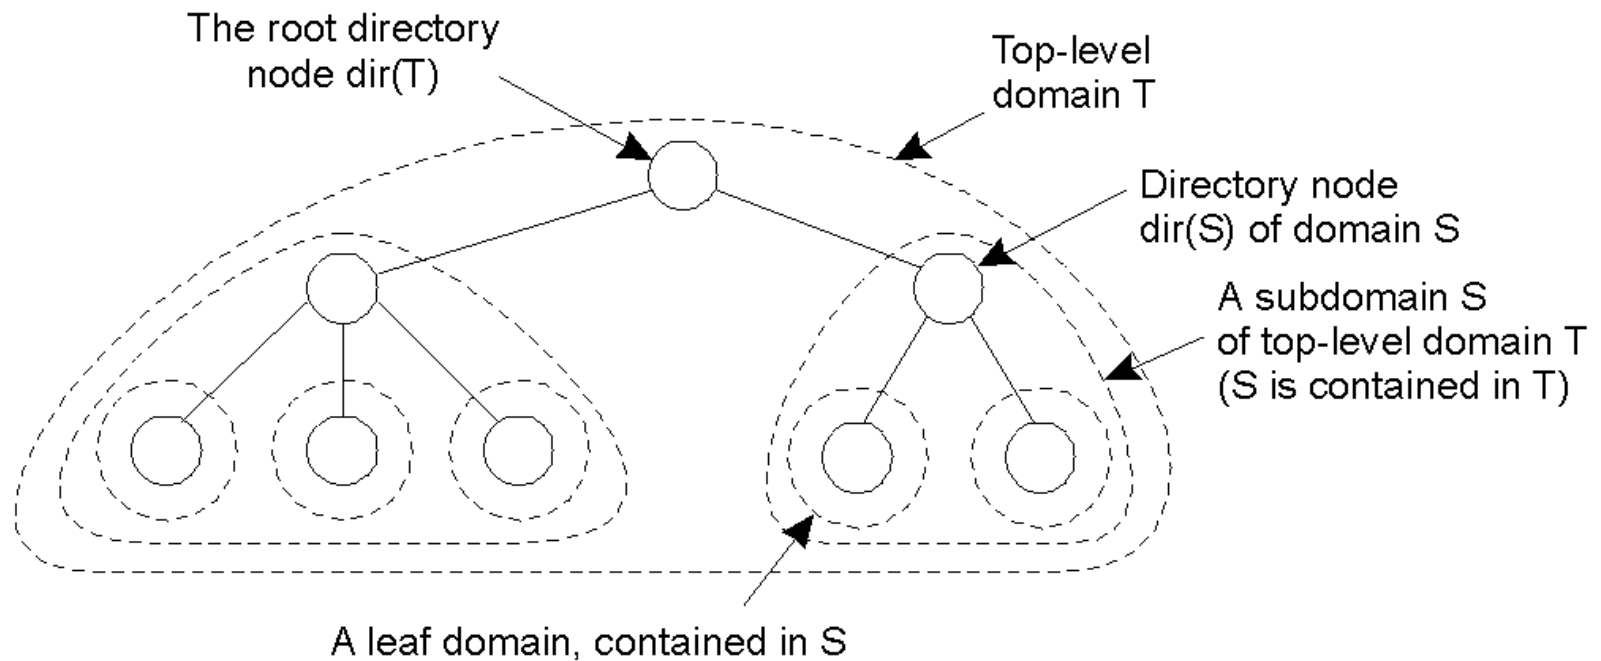 The root directory
node dir(T)
Top-level
domain T
Directory node
dir(S) of domain S
A subdomain S
of top-level domain T
(S is contained in T)
A leaf domain, contained in S